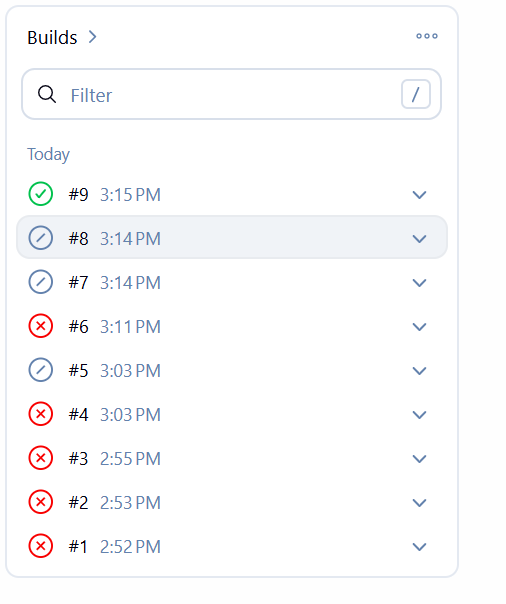 Builds
Filter /
Today
#9 3:15 PM
#8 3:14 PM
#7 3:14 PM
#6 3:11 PM
#5 3:03 PM
#4 3:03 PM
#3 2:55 PM
#2 2:53 PM
#1 2:52 PM